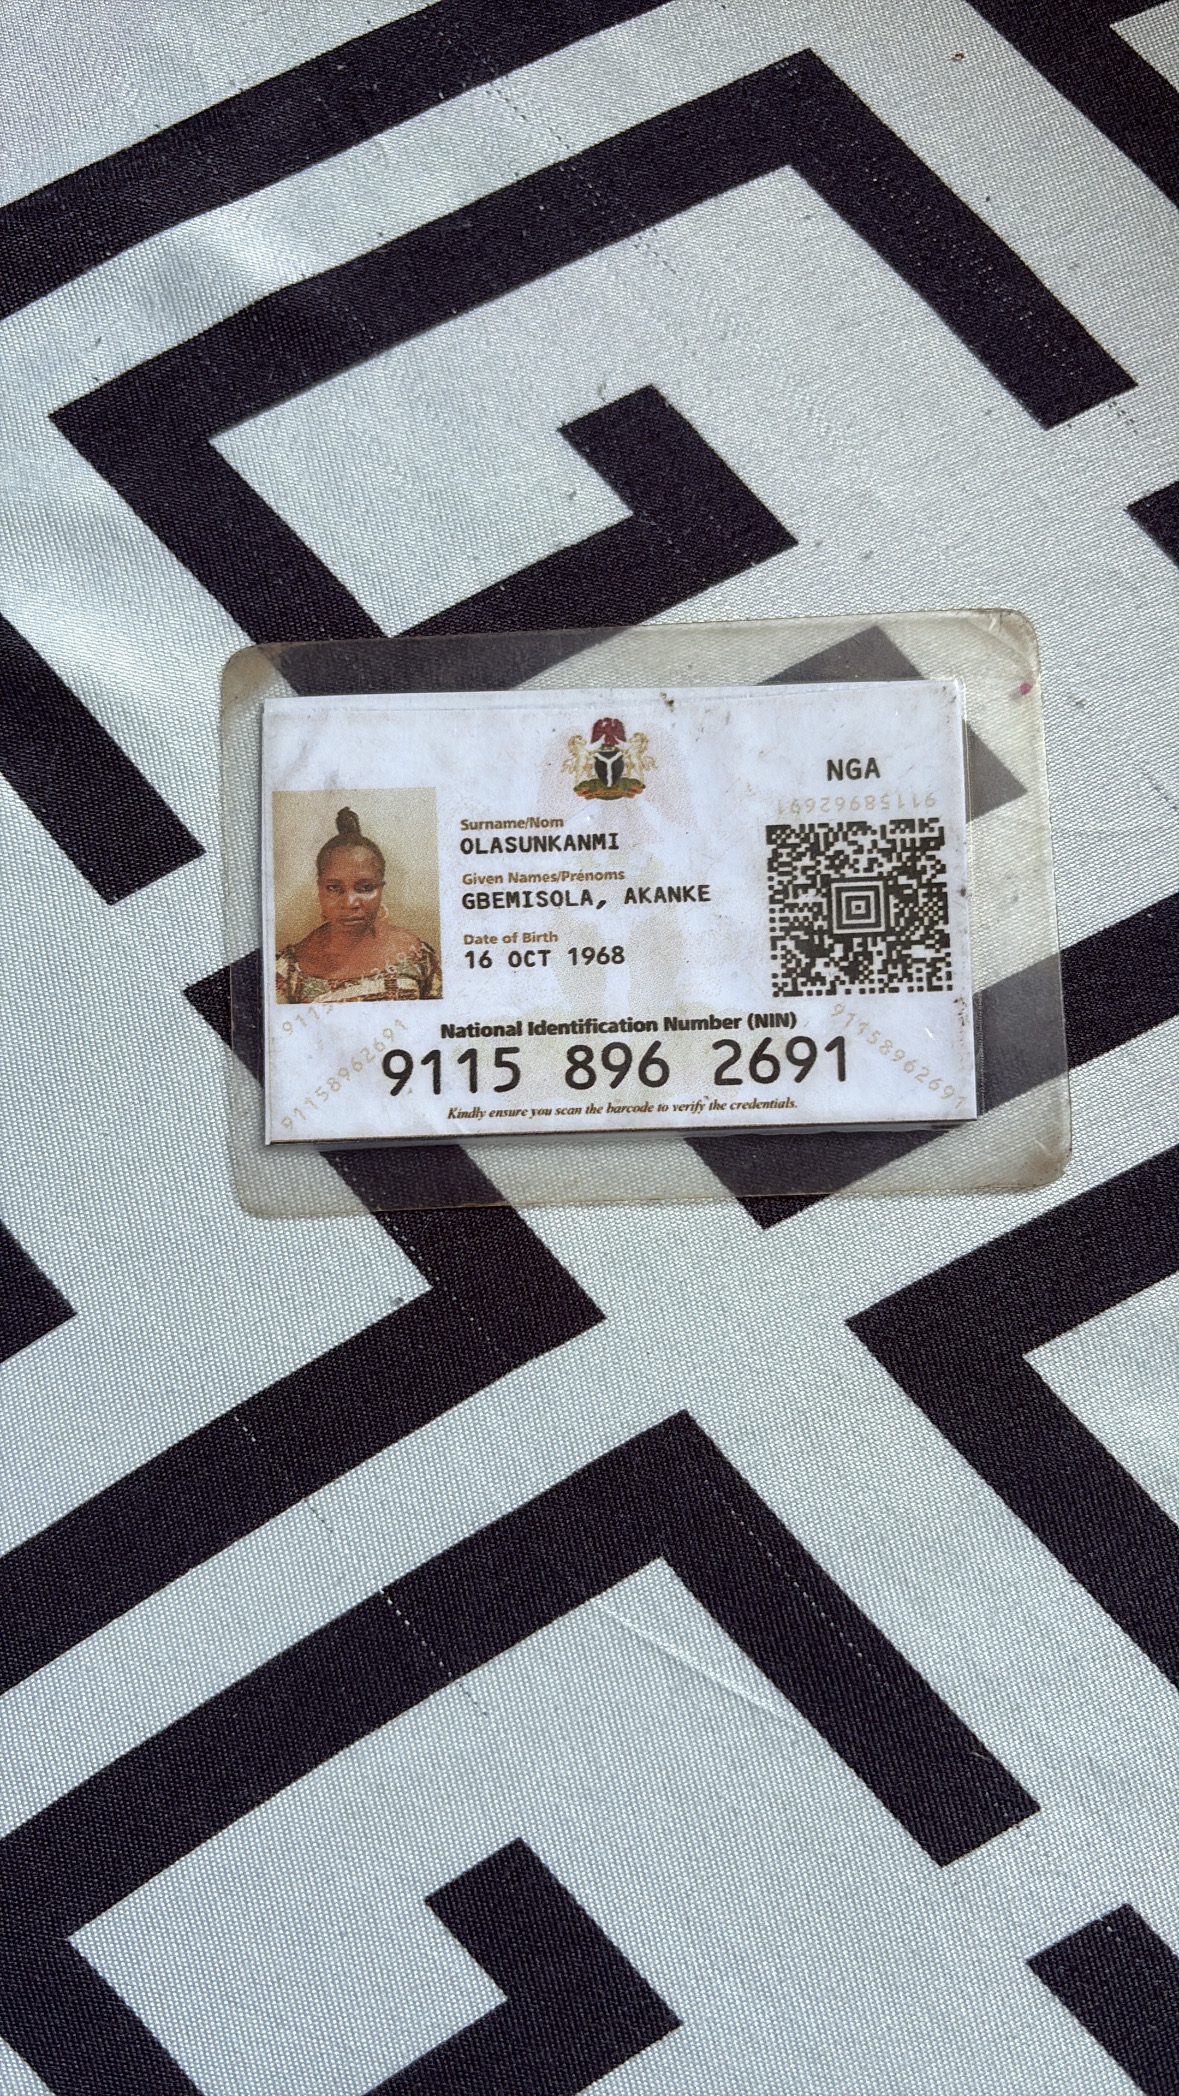 NGA
91158962691
Surname/Nom
OLASUNKANMI
Given Names/Prénoms
GBEMISOLA, AKANKE
Date of Birth
16 OCT 1968
9115
91158962691
91158962691
National Identification Number (NIN)
9115 896 2691
Kindly ensure you scan the barcode to verify the credentials.